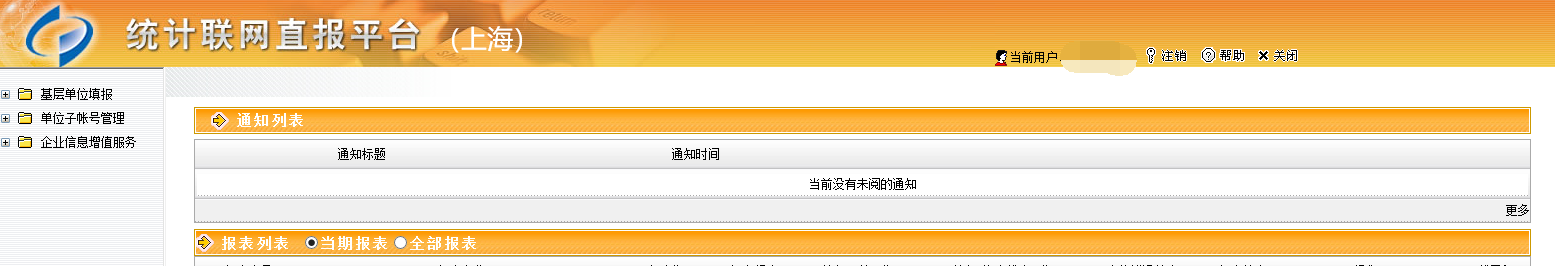 统计联网直报平台 （上海）
当前用户 注销 帮助 关闭
基层单位填报
单位子帐号管理
企业信息增值服务
通知列表
通知标题 通知时间
当前没有未阅的通知
更多
报表列表 当期报表 全部报表